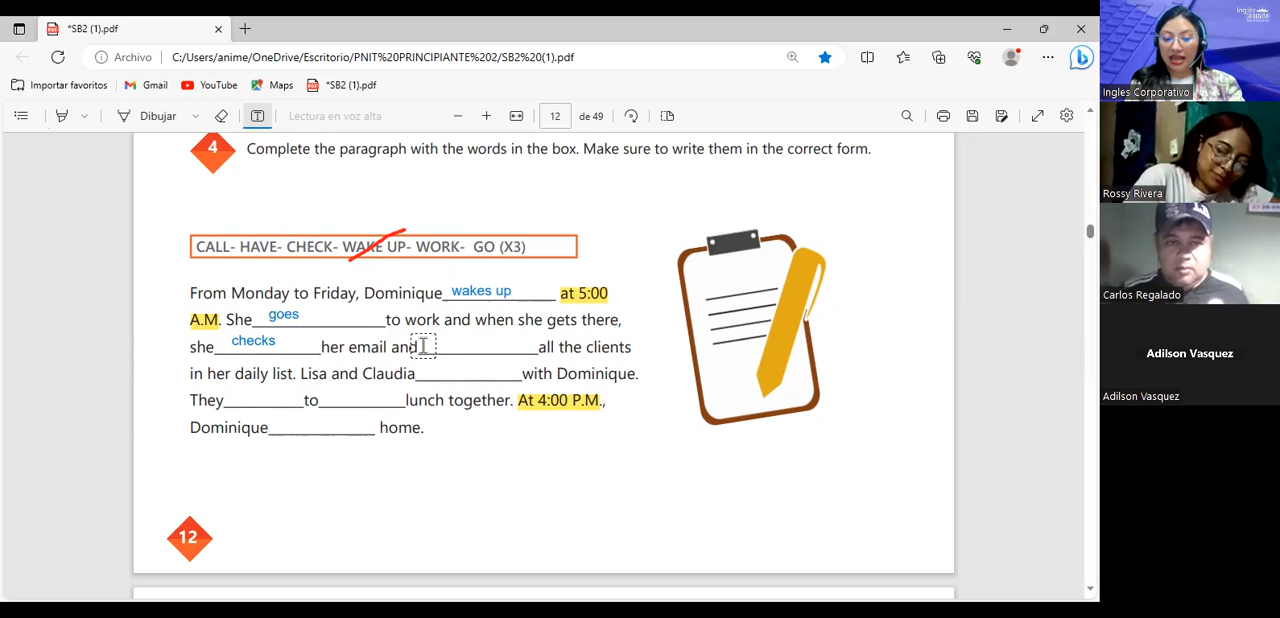 *SB2 (1).pdf
Archivo C:/Users/anime/OneDrive/Escritorio/PNIT%20PRINCIPIANTE%202/SB2%20(1).pdf
Importar favoritos Gmail YouTube Maps *SB2 (1).pdf
Dibujar Lectura en voz alta 12 de 49
4 Complete the paragraph with the words in the box. Make sure to write them in the correct form.
CALL- HAVE- CHECK- WAKE UP- WORK- GO (X3)
From Monday to Friday, Dominique wakes up at 5:00
A.M. She goes to work and when she gets there,
she checks her email and all the clients
in her daily list. Lisa and Claudia with Dominique.
They to lunch together. At 4:00 P.M.,
Dominique home.
12
Ingles Corporativo
Rossy Rivera
Carlos Regalado
Adilson Vasquez
Adilson Vasquez